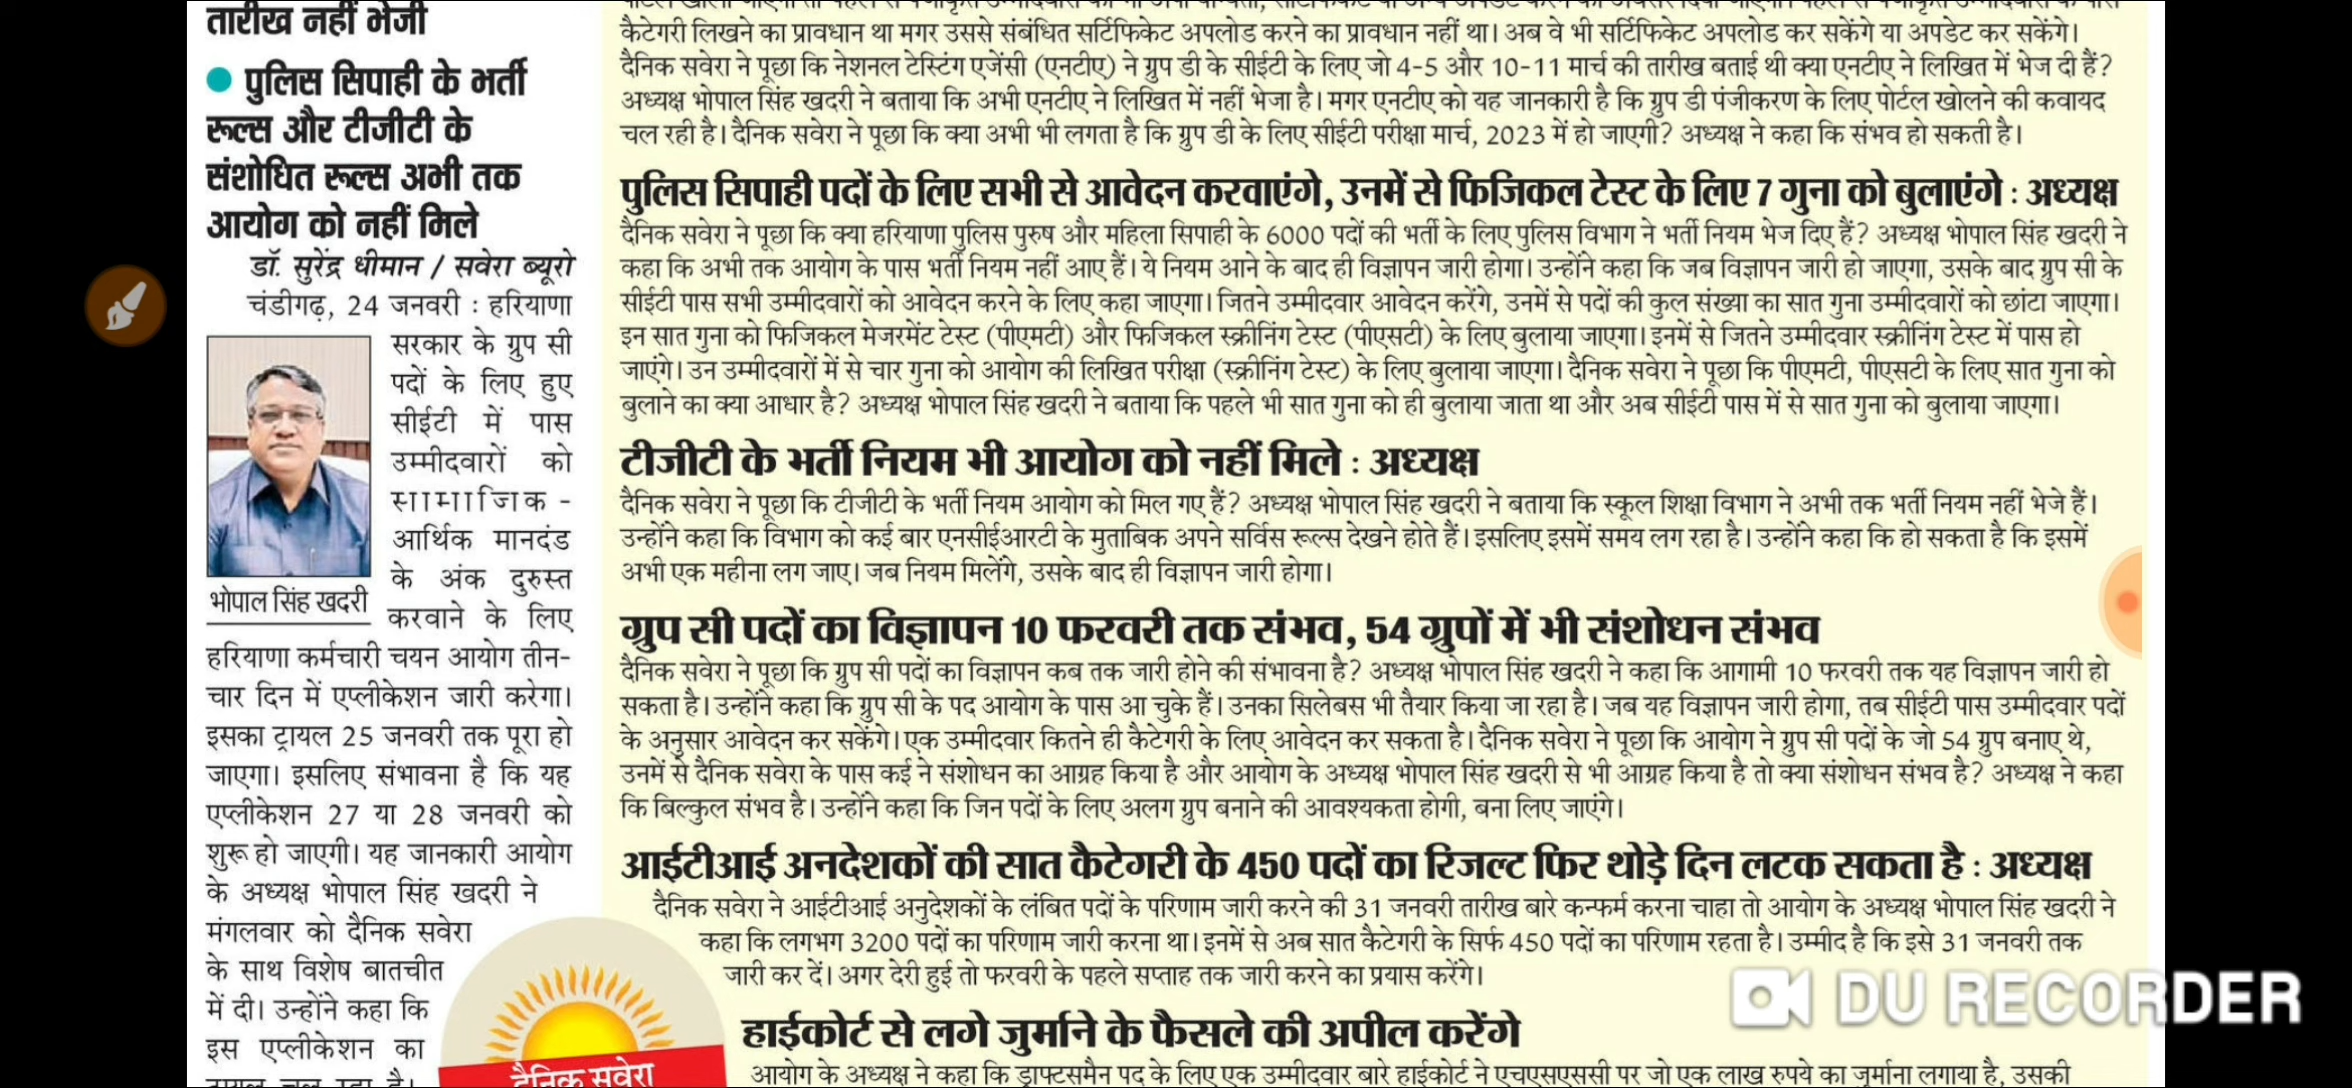 तारीख नहीं भेजी
● पुलिस सिपाही के भर्ती
रूल्स और टीजीटी के
संशोधित रूल्स अभी तक
आयोग को नहीं मिले
डॉ. सुरेंद्र धीमान / सवेरा ब्यूरो
चंडीगढ़, 24 जनवरी : हरियाणा
सरकार के ग्रुप सी
पदों के लिए हुए
सीईटी में पास
उम्मीदवारों को
सामाजिक -
आर्थिक मानदंड
के अंक दुरुस्त
करवाने के लिए
भोपाल सिंह खदरी
हरियाणा कर्मचारी चयन आयोग तीन-
चार दिन में एप्लीकेशन जारी करेगा।
इसका ट्रायल 25 जनवरी तक पूरा हो
जाएगा। इसलिए संभावना है कि यह
एप्लीकेशन 27 या 28 जनवरी को
शुरू हो जाएगी। यह जानकारी आयोग
के अध्यक्ष भोपाल सिंह खदरी ने
मंगलवार को दैनिक सवेरा
के साथ विशेष बातचीत
में दी। उन्होंने कहा कि
इस एप्लीकेशन का
ट्रायल चल रहा है।
कैटेगरी लिखने का प्रावधान था मगर उससे संबंधित सर्टिफिकेट अपलोड करने का प्रावधान नहीं था। अब वे भी सर्टिफिकेट अपलोड कर सकेंगे या अपडेट कर सकेंगे।
दैनिक सवेरा ने पूछा कि नेशनल टेस्टिंग एजेंसी (एनटीए) ने ग्रुप डी के सीईटी के लिए जो 4-5 और 10-11 मार्च की तारीख बताई थी क्या एनटीए ने लिखित में भेज दी हैं?
अध्यक्ष भोपाल सिंह खदरी ने बताया कि अभी एनटीए ने लिखित में नहीं भेजा है। मगर एनटीए को यह जानकारी है कि ग्रुप डी पंजीकरण के लिए पोर्टल खोलने की कवायद
चल रही है। दैनिक सवेरा ने पूछा कि क्या अभी भी लगता है कि ग्रुप डी के लिए सीईटी परीक्षा मार्च, 2023 में हो जाएगी? अध्यक्ष ने कहा कि संभव हो सकती है।
पुलिस सिपाही पदों के लिए सभी से आवेदन करवाएंगे, उनमें से फिजिकल टेस्ट के लिए 7 गुना को बुलाएंगे : अध्यक्ष
दैनिक सवेरा ने पूछा कि क्या हरियाणा पुलिस पुरुष और महिला सिपाही के 6000 पदों की भर्ती के लिए पुलिस विभाग ने भर्ती नियम भेज दिए हैं? अध्यक्ष भोपाल सिंह खदरी ने
कहा कि अभी तक आयोग के पास भर्ती नियम नहीं आए हैं। ये नियम आने के बाद ही विज्ञापन जारी होगा। उन्होंने कहा कि जब विज्ञापन जारी हो जाएगा, उसके बाद ग्रुप सी के
सीईटी पास सभी उम्मीदवारों को आवेदन करने के लिए कहा जाएगा। जितने उम्मीदवार आवेदन करेंगे, उनमें से पदों की कुल संख्या का सात गुना उम्मीदवारों को छांटा जाएगा।
इन सात गुना को फिजिकल मेजरमेंट टेस्ट (पीएमटी) और फिजिकल स्क्रीनिंग टेस्ट (पीएसटी) के लिए बुलाया जाएगा। इनमें से जितने उम्मीदवार स्क्रीनिंग टेस्ट में पास हो
जाएंगे। उन उम्मीदवारों में से चार गुना को आयोग की लिखित परीक्षा (स्क्रीनिंग टेस्ट) के लिए बुलाया जाएगा। दैनिक सवेरा ने पूछा कि पीएमटी, पीएसटी के लिए सात गुना को
बुलाने का क्या आधार है? अध्यक्ष भोपाल सिंह खदरी ने बताया कि पहले भी सात गुना को ही बुलाया जाता था और अब सीईटी पास में से सात गुना को बुलाया जाएगा।
टीजीटी के भर्ती नियम भी आयोग को नहीं मिले : अध्यक्ष
दैनिक सवेरा ने पूछा कि टीजीटी के भर्ती नियम आयोग को मिल गए हैं? अध्यक्ष भोपाल सिंह खदरी ने बताया कि स्कूल शिक्षा विभाग ने अभी तक भर्ती नियम नहीं भेजे हैं।
उन्होंने कहा कि विभाग को कई बार एनसीईआरटी के मुताबिक अपने सर्विस रूल्स देखने होते हैं। इसलिए इसमें समय लग रहा है। उन्होंने कहा कि हो सकता है कि इसमें
अभी एक महीना लग जाए। जब नियम मिलेंगे, उसके बाद ही विज्ञापन जारी होगा।
ग्रुप सी पदों का विज्ञापन 10 फरवरी तक संभव, 54 ग्रुपों में भी संशोधन संभव
दैनिक सवेरा ने पूछा कि ग्रुप सी पदों का विज्ञापन कब तक जारी होने की संभावना है? अध्यक्ष भोपाल सिंह खदरी ने कहा कि आगामी 10 फरवरी तक यह विज्ञापन जारी हो
सकता है। उन्होंने कहा कि ग्रुप सी के पद आयोग के पास आ चुके हैं। उनका सिलेबस भी तैयार किया जा रहा है। जब यह विज्ञापन जारी होगा, तब सीईटी पास उम्मीदवार पदों
के अनुसार आवेदन कर सकेंगे। एक उम्मीदवार कितने ही कैटेगरी के लिए आवेदन कर सकता है। दैनिक सवेरा ने पूछा कि आयोग ने ग्रुप सी पदों के जो 54 ग्रुप बनाए थे,
उनमें से दैनिक सवेरा के पास कई ने संशोधन का आग्रह किया है और आयोग के अध्यक्ष भोपाल सिंह खदरी से भी आग्रह किया है तो क्या संशोधन संभव है? अध्यक्ष ने कहा
कि बिल्कुल संभव है। उन्होंने कहा कि जिन पदों के लिए अलग ग्रुप बनाने की आवश्यकता होगी, बना लिए जाएंगे।
आईटीआई अनदेशकों की सात कैटेगरी के 450 पदों का रिजल्ट फिर थोड़े दिन लटक सकता है : अध्यक्ष
दैनिक सवेरा ने आईटीआई अनुदेशकों के लंबित पदों के परिणाम जारी करने की 31 जनवरी तारीख बारे कन्फर्म करना चाहा तो आयोग के अध्यक्ष भोपाल सिंह खदरी ने
कहा कि लगभग 3200 पदों का परिणाम जारी करना था। इनमें से अब सात कैटेगरी के सिर्फ 450 पदों का परिणाम रहता है। उम्मीद है कि इसे 31 जनवरी तक
जारी कर दें। अगर देरी हुई तो फरवरी के पहले सप्ताह तक जारी करने का प्रयास करेंगे।
हाईकोर्ट से लगे जुर्माने के फैसले की अपील करेंगे
आयोग के अध्यक्ष ने कहा कि ड्राफ्टसमैन पद के लिए एक उम्मीदवार बारे हाईकोर्ट ने एचएसएससी पर जो एक लाख रुपये का जुर्माना लगाया है, उसकी
दैनिक सवेरा
DU RECORDER